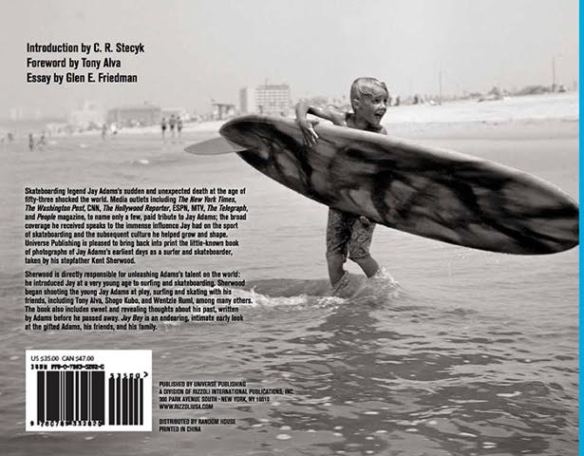 Introduction by C. R. Stecyk
Foreword by Tony Alva
Essay by Glen E. Friedman
Skateboarding legend Jay Adams's sudden and unexpected death at the age of
fifty-three shocked the world. Media outlets including The New York Times,
The Washington Post, CNN, The Hollywood Reporter, ESPN, MTV, The Telegraph,
and People magazine, to name only a few, paid tribute to Jay Adams; the broad
coverage he received speaks to the immense influence Jay had on the sport
of skateboarding and the subsequent culture he helped grow and shape.
Universe Publishing is pleased to bring back into print the little-known book
of photographs of Jay Adams's earliest days as a surfer and skateboarder,
taken by his stepfather Kent Sherwood.
Sherwood is directly responsible for unleashing Adams's talent on the world:
he introduced Jay at a very young age to surfing and skateboarding. Sherwood
began shooting the young Jay Adams at play, surfing and skating with his
friends, including Tony Alva, Shogo Kubo, and Wentzle Ruml, among many others.
The book also includes sweet and revealing thoughts about his past, written
by Adams before he passed away. Jay Boy is an endearing, intimate early look
at the gifted Adams, his friends, and his family.
US $35.00 CAN $47.00
PUBLISHED BY UNIVERSE PUBLISHING
A DIVISION OF RIZZOLI INTERNATIONAL PUBLICATIONS, INC.
300 PARK AVENUE SOUTH • NEW YORK, NY 10010
WWW.RIZZOLIUSA.COM
DISTRIBUTED BY RANDOM HOUSE
PRINTED IN CHINA